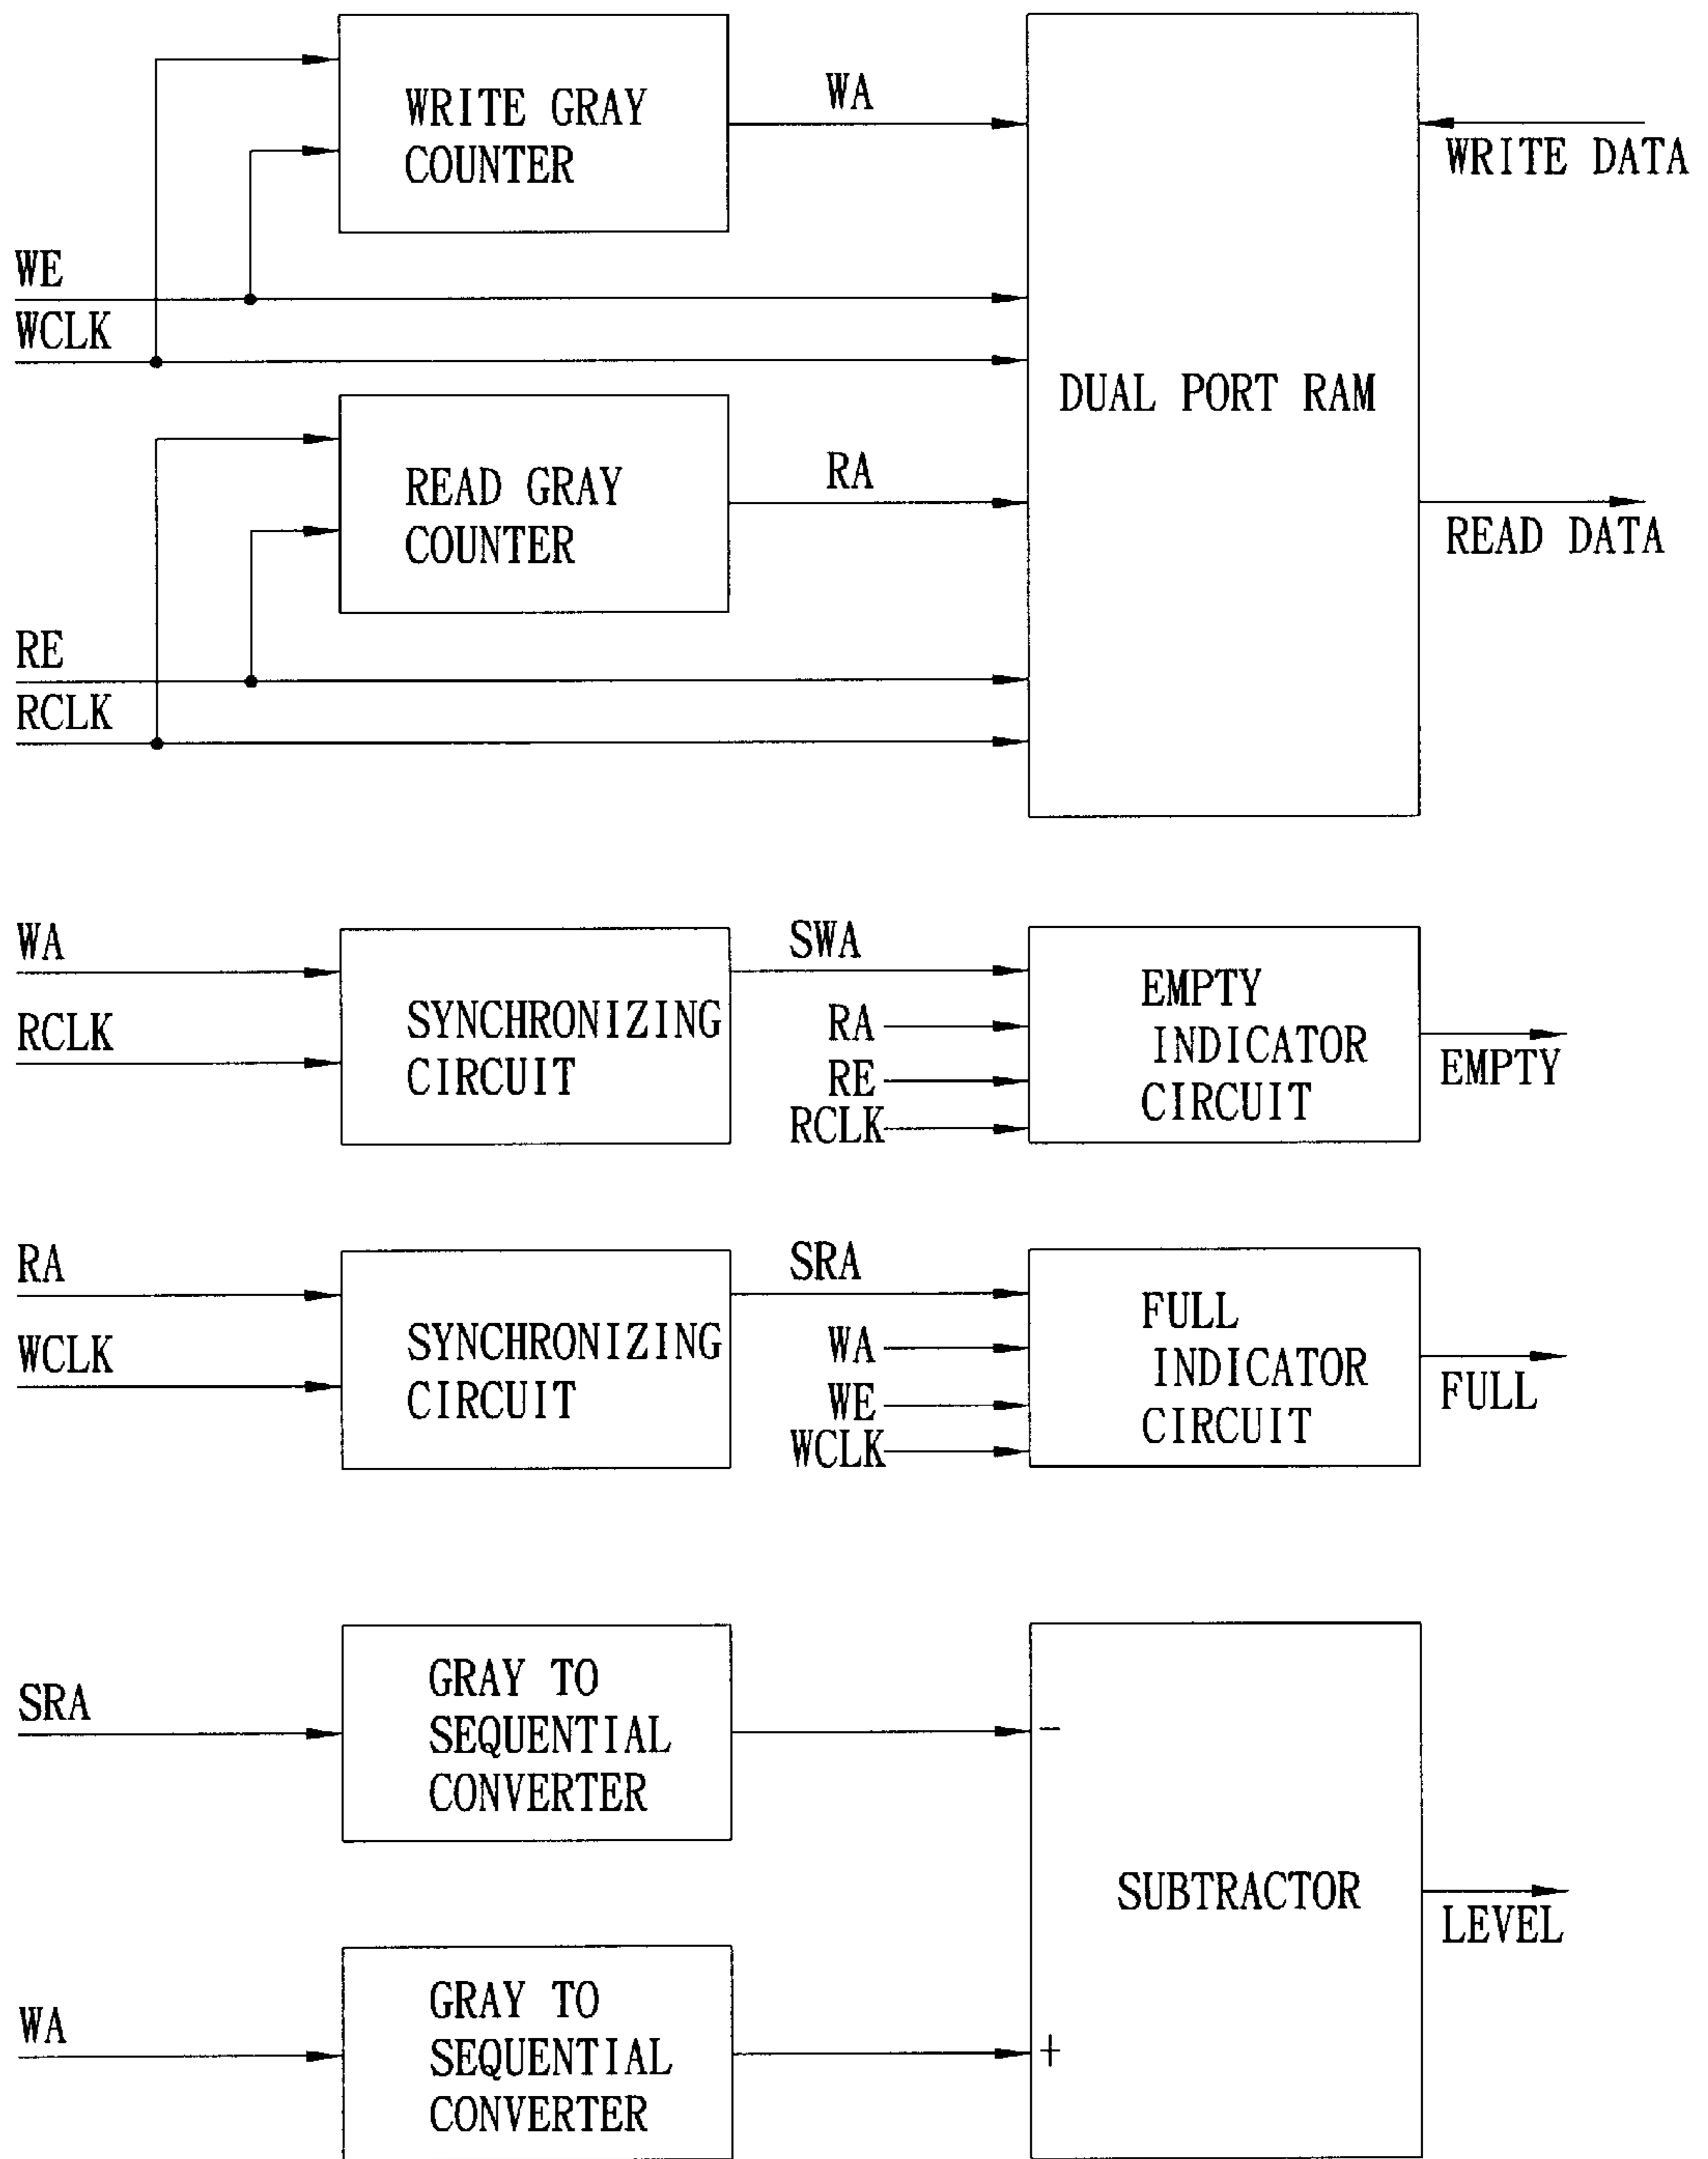 WRITE GRAY
COUNTER
WA
WRITE DATA
WE
WCLK
DUAL PORT RAM
READ GRAY
COUNTER
RA
READ DATA
RE
RCLK
WA
RCLK
SYNCHRONIZING
CIRCUIT
SWA
RA
RE
RCLK
EMPTY
INDICATOR
CIRCUIT
EMPTY
RA
WCLK
SYNCHRONIZING
CIRCUIT
SRA
WA
WE
WCLK
FULL
INDICATOR
CIRCUIT
FULL
SRA
GRAY TO
SEQUENTIAL
CONVERTER
−
SUBTRACTOR
LEVEL
WA
GRAY TO
SEQUENTIAL
CONVERTER
+